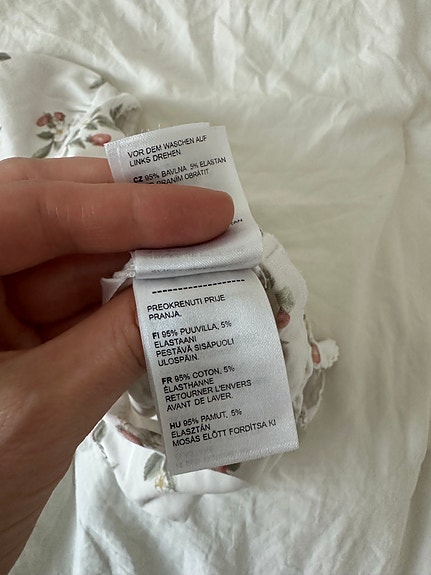 VOR DEM WASCHEN AUF
LINKS DREHEN
CZ 95% BAVLNA, 5% ELASTAN
PRANÍM OBRÁTIT
PREOKRENUTI PRIJE
PRANJA.
FI 95% PUUVILLA, 5%
ELASTAANI
PESTÄVÄ SISÄPUOLI
ULOSPÄIN.
FR 95% COTON, 5%
ÉLASTHANNE
RETOURNER L'ENVERS
AVANT DE LAVER.
HU 95% PAMUT, 5%
ELASZTÁN
MOSÁS ELŐTT FORDÍTSA KI